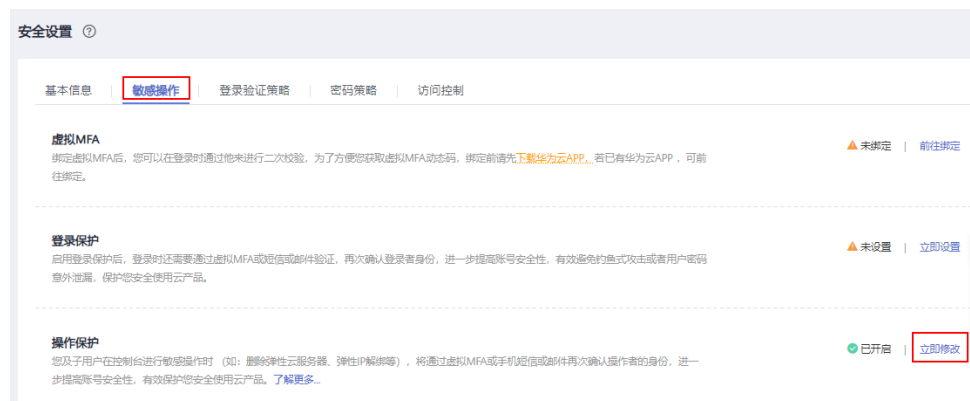 安全设置 ?
基本信息 | 敏感操作 | 登录验证策略 | 密码策略 | 访问控制
虚拟MFA
绑定虚拟MFA后，您可以在登录时通过他来进行二次校验，为了方便您获取虚拟MFA动态码，绑定前请先下载华为云APP，若已有华为云APP ，可前
往绑定。
未绑定 | 前往绑定
登录保护
启用登录保护后，登录时还需要通过虚拟MFA或短信或邮件验证，再次确认登录者身份，进一步提高账号安全性，有效避免钓鱼式攻击或者用户密码
意外泄漏，保护您安全使用云产品。
未设置 | 立即设置
操作保护
您及子用户在控制台进行敏感操作时 （如：删除弹性云服务器、弹性IP解绑等），将通过虚拟MFA或手机短信或邮件再次确认操作者的身份，进一
步提高账号安全性，有效保护您安全使用云产品。了解更多...
已开启 | 立即修改